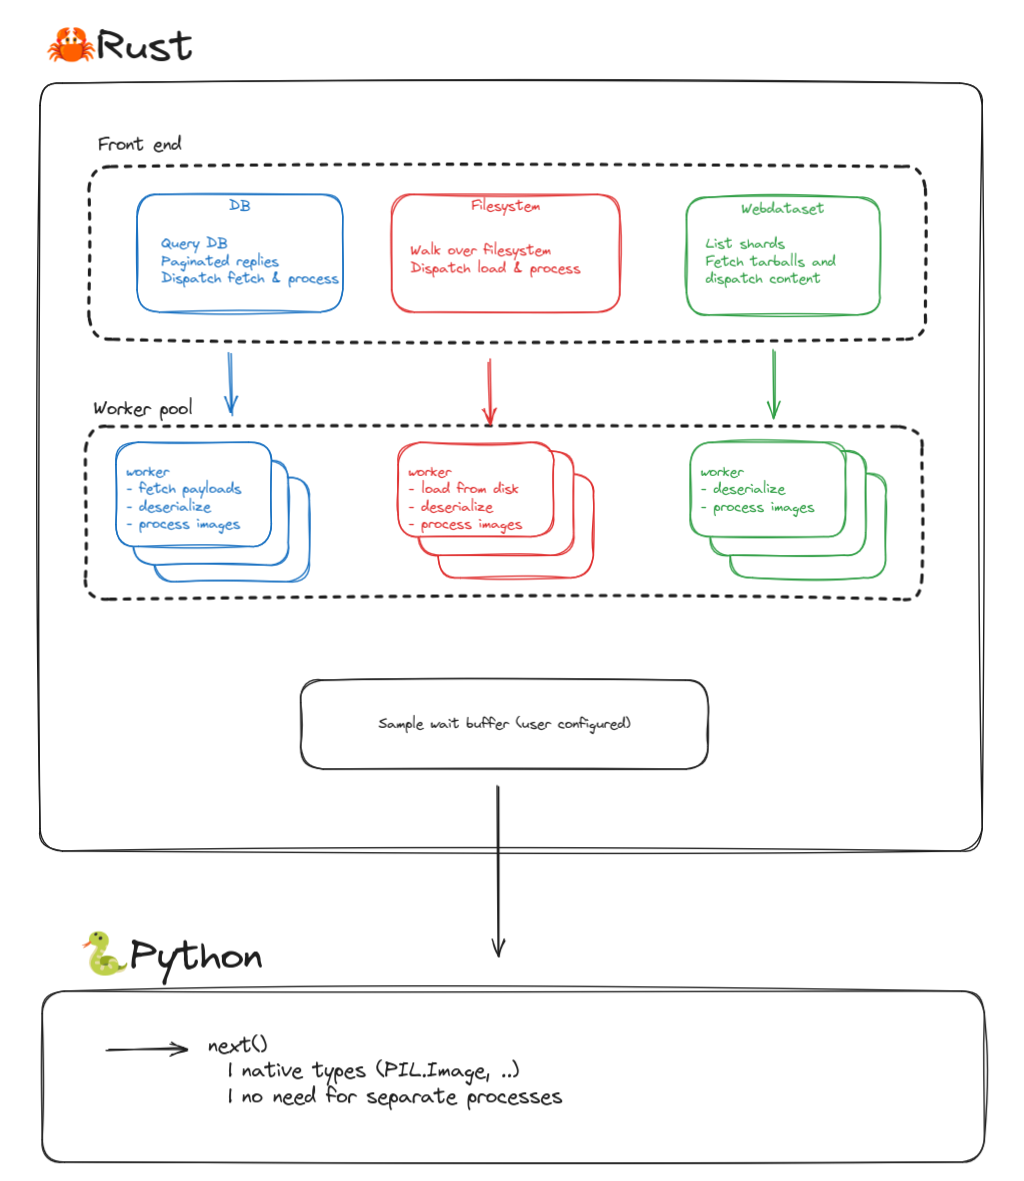 Rust
Front end
DB
Query DB
Paginated replies
Dispatch fetch & process
Filesystem
Walk over filesystem
Dispatch load & process
Webdataset
List shards
Fetch tarballs and
dispatch content
Worker pool
worker
- fetch payloads
- deserialize
- process images
worker
- load from disk
- deserialize
- process images
worker
- deserialize
- process images
Sample wait buffer (user configured)
Python
next()
| native types (PIL.Image, ..)
| no need for separate processes